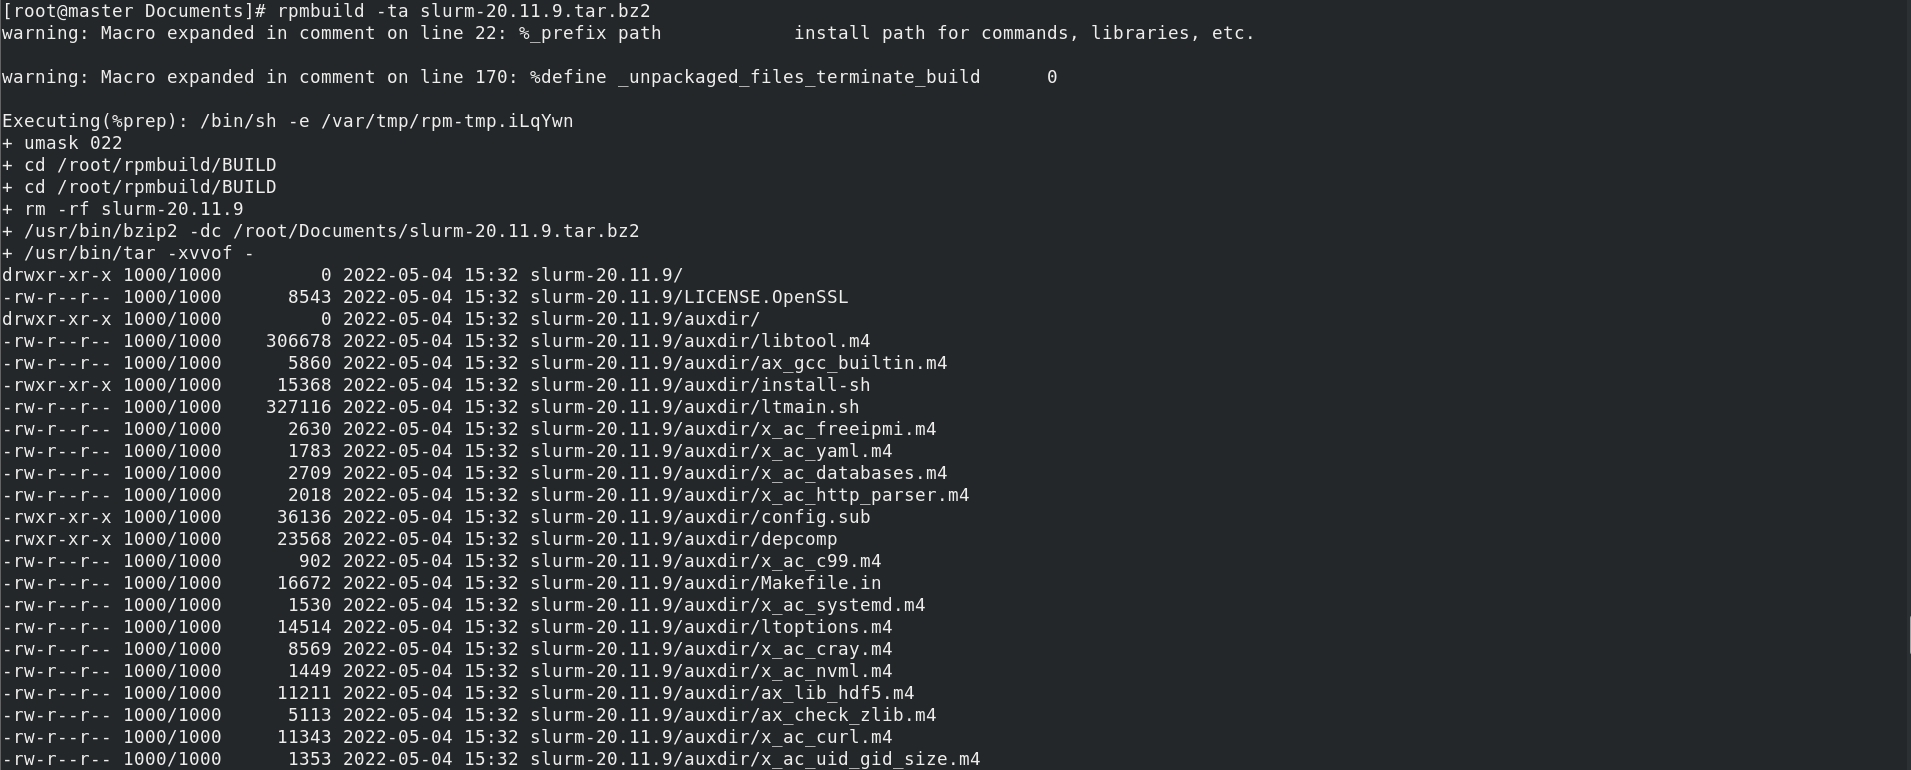 [root@master Documents]# rpmbuild -ta slurm-20.11.9.tar.bz2
warning: Macro expanded in comment on line 22: %_prefix path            install path for commands, libraries, etc.
warning: Macro expanded in comment on line 170: %define _unpackaged_files_terminate_build      0
Executing(%prep): /bin/sh -e /var/tmp/rpm-tmp.iLqYwn
+ umask 022
+ cd /root/rpmbuild/BUILD
+ cd /root/rpmbuild/BUILD
+ rm -rf slurm-20.11.9
+ /usr/bin/bzip2 -dc /root/Documents/slurm-20.11.9.tar.bz2
+ /usr/bin/tar -xvvof -
drwxr-xr-x 1000/1000         0 2022-05-04 15:32 slurm-20.11.9/
-rw-r--r-- 1000/1000      8543 2022-05-04 15:32 slurm-20.11.9/LICENSE.OpenSSL
drwxr-xr-x 1000/1000         0 2022-05-04 15:32 slurm-20.11.9/auxdir/
-rw-r--r-- 1000/1000    306678 2022-05-04 15:32 slurm-20.11.9/auxdir/libtool.m4
-rw-r--r-- 1000/1000      5860 2022-05-04 15:32 slurm-20.11.9/auxdir/ax_gcc_builtin.m4
-rwxr-xr-x 1000/1000     15368 2022-05-04 15:32 slurm-20.11.9/auxdir/install-sh
-rw-r--r-- 1000/1000    327116 2022-05-04 15:32 slurm-20.11.9/auxdir/ltmain.sh
-rw-r--r-- 1000/1000      2630 2022-05-04 15:32 slurm-20.11.9/auxdir/x_ac_freeipmi.m4
-rw-r--r-- 1000/1000      1783 2022-05-04 15:32 slurm-20.11.9/auxdir/x_ac_yaml.m4
-rw-r--r-- 1000/1000      2709 2022-05-04 15:32 slurm-20.11.9/auxdir/x_ac_databases.m4
-rw-r--r-- 1000/1000      2018 2022-05-04 15:32 slurm-20.11.9/auxdir/x_ac_http_parser.m4
-rwxr-xr-x 1000/1000     36136 2022-05-04 15:32 slurm-20.11.9/auxdir/config.sub
-rwxr-xr-x 1000/1000     23568 2022-05-04 15:32 slurm-20.11.9/auxdir/depcomp
-rw-r--r-- 1000/1000       902 2022-05-04 15:32 slurm-20.11.9/auxdir/x_ac_c99.m4
-rw-r--r-- 1000/1000     16672 2022-05-04 15:32 slurm-20.11.9/auxdir/Makefile.in
-rw-r--r-- 1000/1000      1530 2022-05-04 15:32 slurm-20.11.9/auxdir/x_ac_systemd.m4
-rw-r--r-- 1000/1000     14514 2022-05-04 15:32 slurm-20.11.9/auxdir/ltoptions.m4
-rw-r--r-- 1000/1000      8569 2022-05-04 15:32 slurm-20.11.9/auxdir/x_ac_cray.m4
-rw-r--r-- 1000/1000      1449 2022-05-04 15:32 slurm-20.11.9/auxdir/x_ac_nvml.m4
-rw-r--r-- 1000/1000     11211 2022-05-04 15:32 slurm-20.11.9/auxdir/ax_lib_hdf5.m4
-rw-r--r-- 1000/1000      5113 2022-05-04 15:32 slurm-20.11.9/auxdir/ax_check_zlib.m4
-rw-r--r-- 1000/1000     11343 2022-05-04 15:32 slurm-20.11.9/auxdir/x_ac_curl.m4
-rw-r--r-- 1000/1000      1353 2022-05-04 15:32 slurm-20.11.9/auxdir/x_ac_uid_gid_size.m4